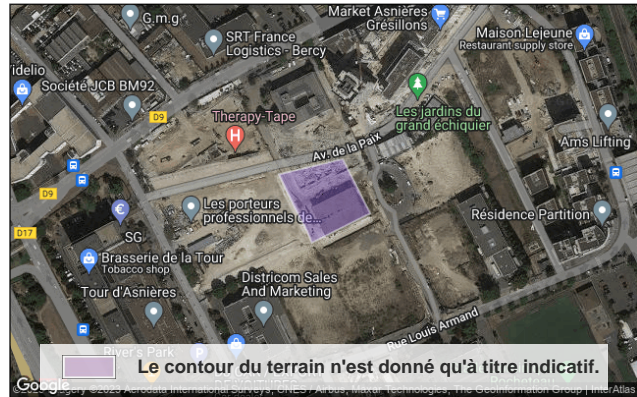 G.m.g
SRT France
Logistics - Bercy
Market Asnières
Grésillons
Maison Lejeune
Restaurant supply store
Société JCB BM92
D9
Therapy-Tape
Les jardins du
grand échiquier
Av. de la Paix
Ams Lifting
D9
Les porteurs
professionnels de...
Résidence Partition
D17
SG
Brasserie de la Tour
Tobacco shop
Tour d'Asnières
Districom Sales
And Marketing
Rue Louis Armand
River's Park
P
Le contour du terrain n'est donné qu'à titre indicatif.
Google